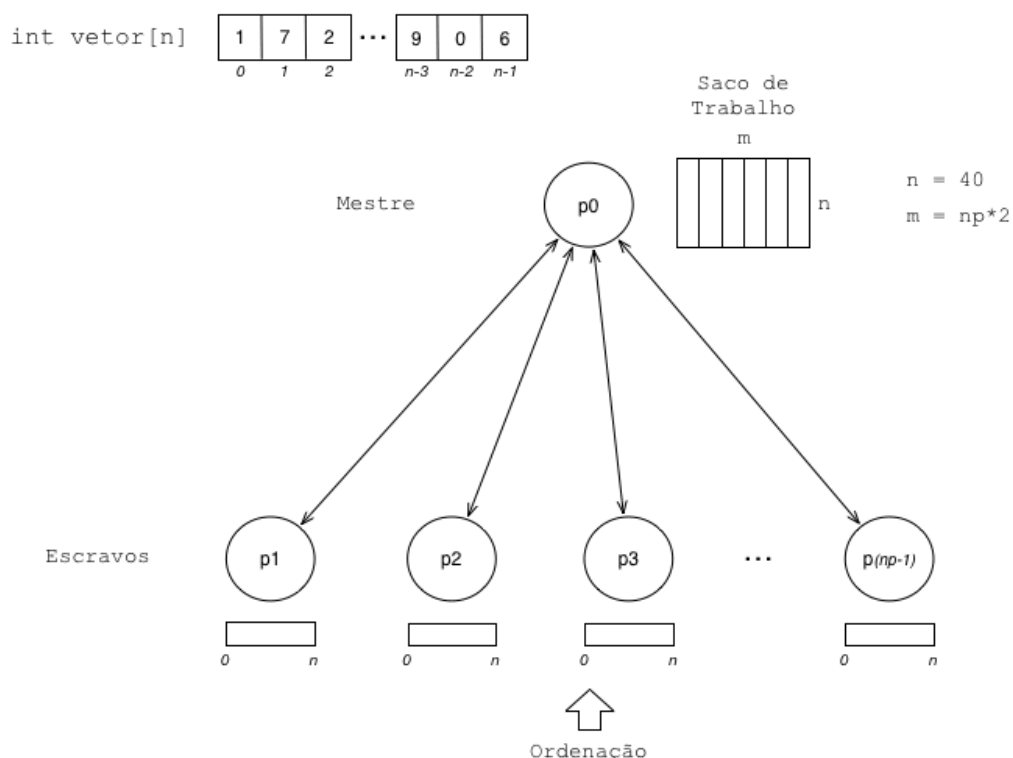 int vetor[n]
1 7 2 ... 9 0 6
0 1 2 n-3 n-2 n-1
Saco de
Trabalho
m
n = 40
Mestre
p0
n
m = np*2
Escravos
p1
p2
p3
...
p(np-1)
0 n
0 n
0 n
0 n
Ordenação